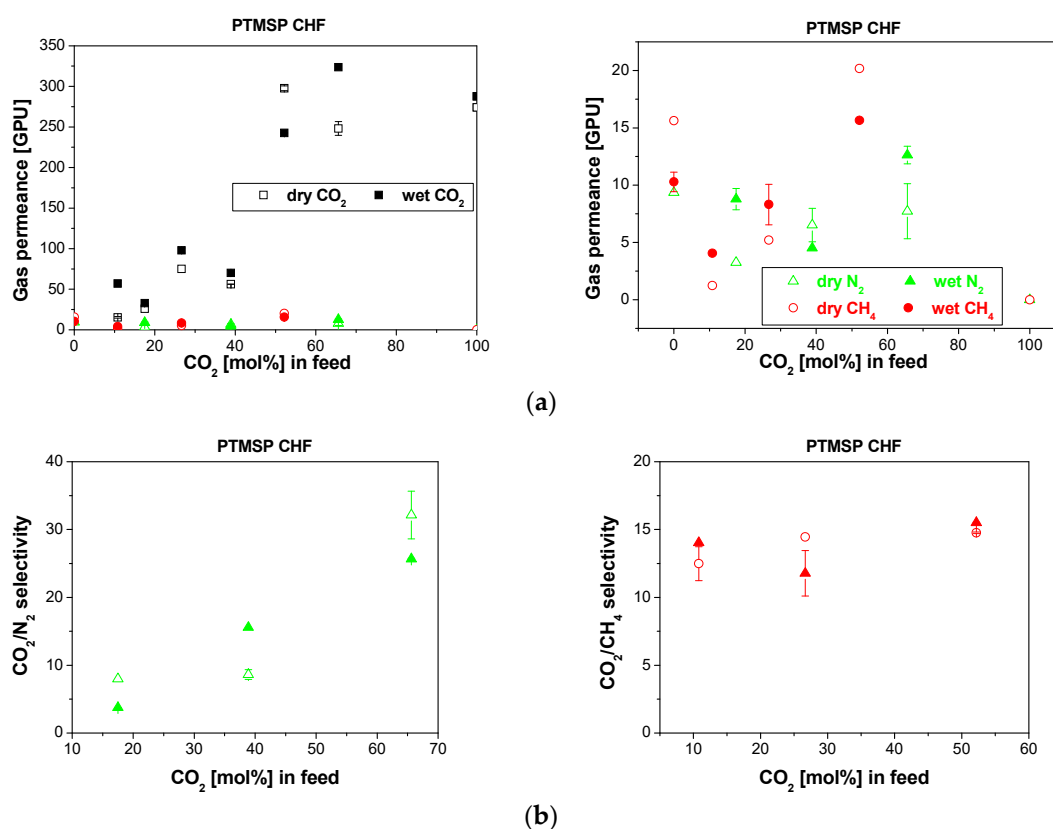 PTMSP CHF
350
300
250
200
150
100
50
0
Gas permeance [GPU]
dry CO₂
wet CO₂
0 20 40 60 80 100
CO₂ [mol%] in feed
PTMSP CHF
20
15
10
5
0
Gas permeance [GPU]
dry N₂
wet N₂
dry CH₄
wet CH₄
0 20 40 60 80 100
CO₂ [mol%] in feed
(a)
PTMSP CHF
40
30
20
10
0
CO₂/N₂ selectivity
10 20 30 40 50 60 70
CO₂ [mol%] in feed
PTMSP CHF
20
15
10
5
0
CO₂/CH₄ selectivity
10 20 30 40 50 60
CO₂ [mol%] in feed
(b)